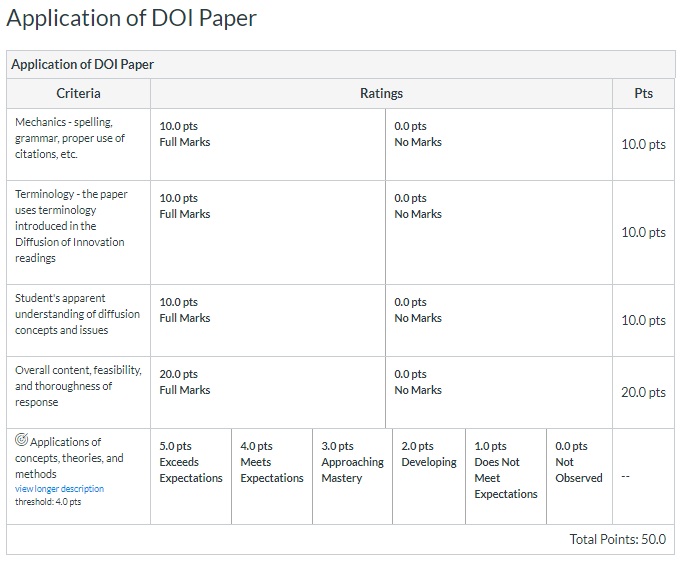 Application of DOI Paper
Application of DOI Paper
Criteria
Ratings
Pts
Mechanics - spelling,
grammar, proper use of
citations, etc.
10.0 pts
Full Marks
0.0 pts
No Marks
10.0 pts
Terminology - the paper
uses terminology
introduced in the
Diffusion of Innovation
readings
10.0 pts
Full Marks
0.0 pts
No Marks
10.0 pts
Student's apparent
understanding of diffusion
concepts and issues
10.0 pts
Full Marks
0.0 pts
No Marks
10.0 pts
Overall content, feasibility,
and thoroughness of
response
20.0 pts
Full Marks
0.0 pts
No Marks
20.0 pts
Applications of
concepts, theories, and
methods
view longer description
threshold: 4.0 pts
5.0 pts
Exceeds
Expectations
4.0 pts
Meets
Expectations
3.0 pts
Approaching
Mastery
2.0 pts
Developing
1.0 pts
Does Not
Meet
Expectations
0.0 pts
Not
Observed
--
Total Points: 50.0